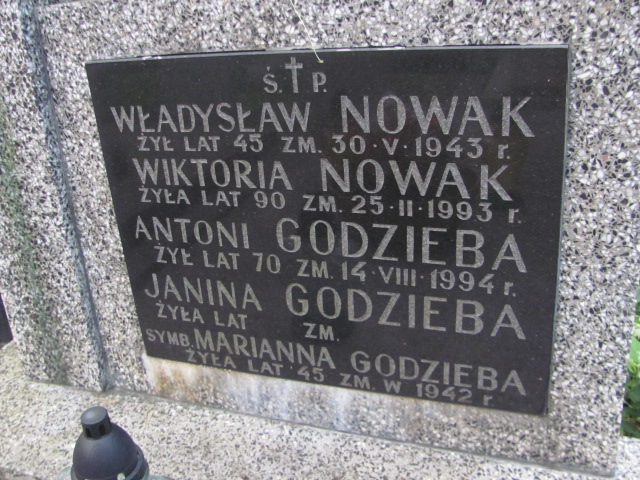 Ś. P.
WŁADYSŁAW NOWAK
ŻYŁ LAT 45 ZM. 30·V·1943 r.
WIKTORIA NOWAK
ŻYŁA LAT 90 ZM. 25·II·1993 r.
ANTONI GODZIEBA
ŻYŁ LAT 70 ZM. 14·VIII·1994 r.
JANINA GODZIEBA
ŻYŁA LAT ZM.
SYMB. MARIANNA GODZIEBA
ŻYŁA LAT 45 ZM. W 1942 r.